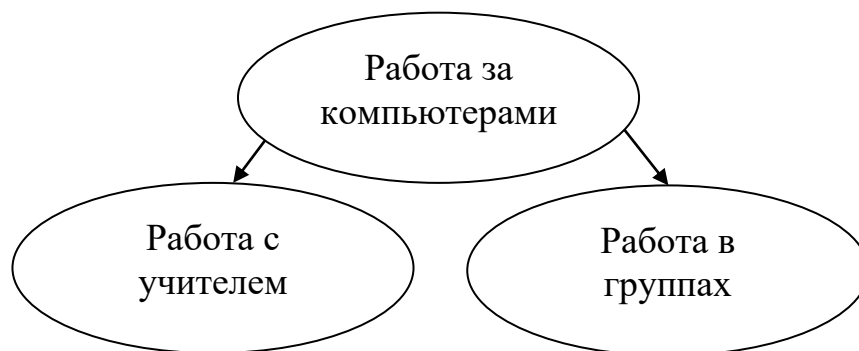 Работа за
компьютерами
Работа с
учителем
Работа в
группах